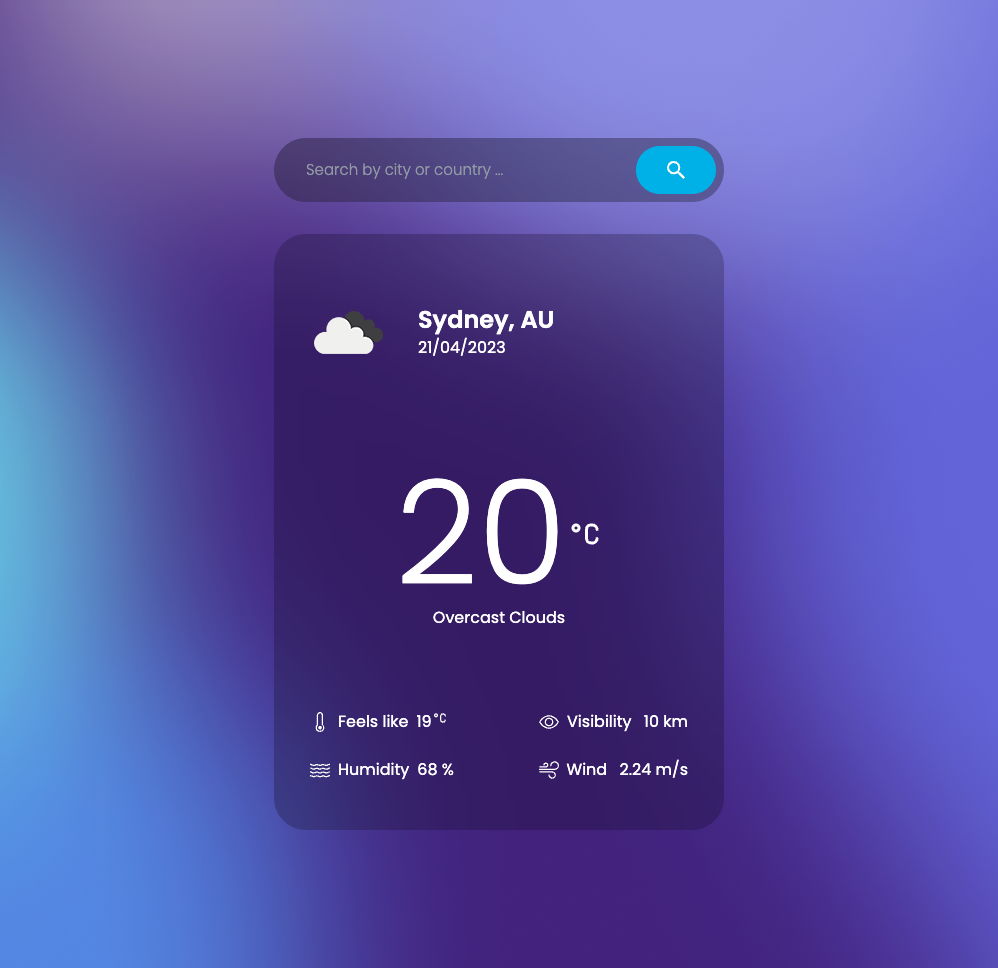 Search by city or country ...
Sydney, AU
21/04/2023
20 °C
Overcast Clouds
Feels like 19°C
Visibility 10 km
Humidity 68 %
Wind 2.24 m/s